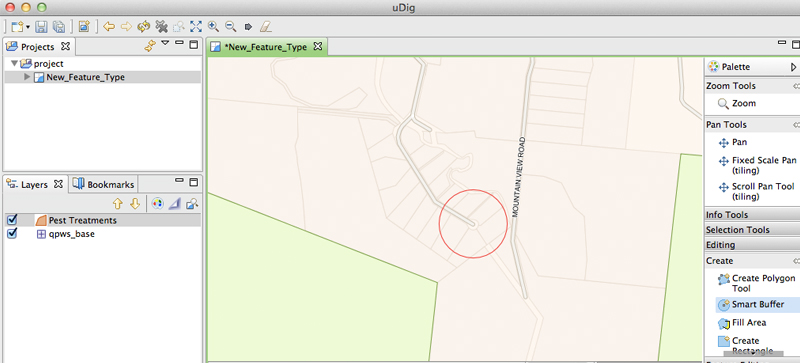 uDig
Projects
project
New_Feature_Type
Layers
Bookmarks
Pest Treatments
qpws_base
*New_Feature_Type
MOUNTAIN VIEW ROAD
Palette
Zoom Tools
Zoom
Pan Tools
Pan
Fixed Scale Pan
(tiling)
Scroll Pan Tool
(tiling)
Info Tools
Selection Tools
Editing
Create
Create Polygon
Tool
Smart Buffer
Fill Area
Create
Rectangle